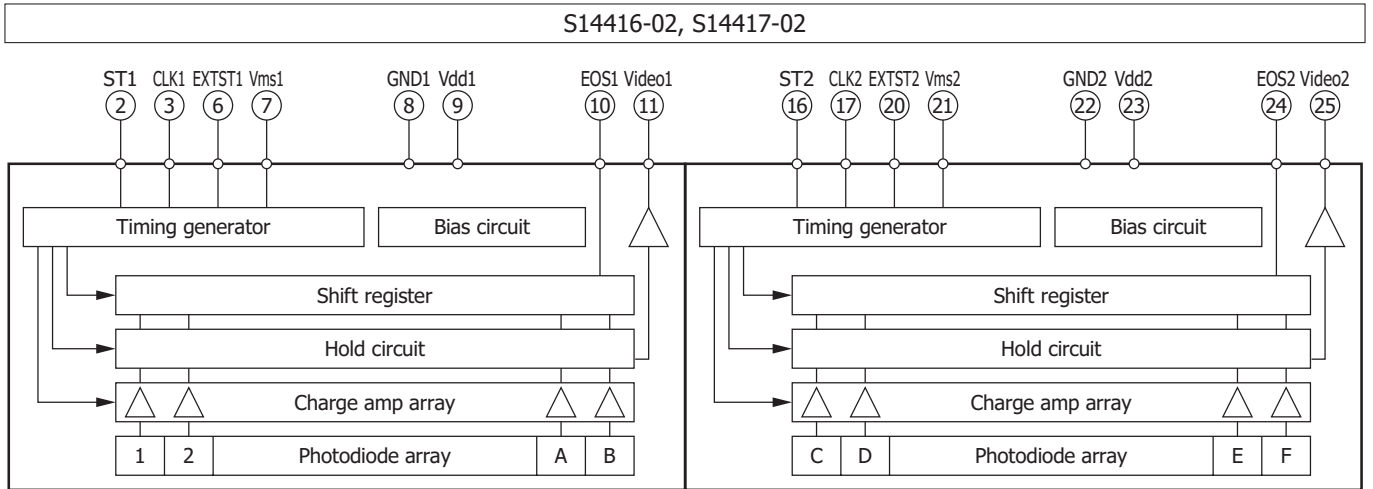 S14416-02, S14417-02
ST1 CLK1 EXTST1 Vms1 GND1 Vdd1 EOS1 Video1 ST2 CLK2 EXTST2 Vms2 GND2 Vdd2 EOS2 Video2
2 3 6 7 8 9 10 11 16 17 20 21 22 23 24 25
Timing generator Bias circuit Timing generator Bias circuit
Shift register Shift register
Hold circuit Hold circuit
Charge amp array Charge amp array
1 2 Photodiode array A B C D Photodiode array E F